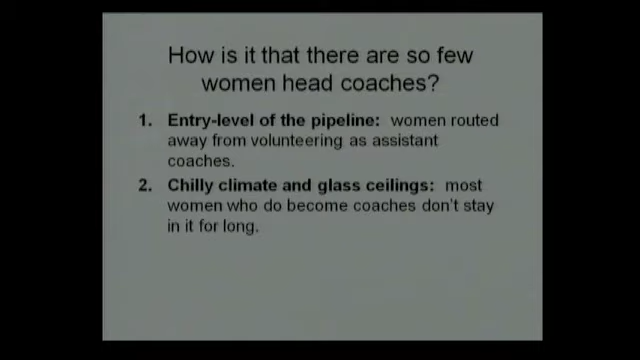 How is it that there are so few
women head coaches?
1. Entry-level of the pipeline: women routed
away from volunteering as assistant
coaches.
2. Chilly climate and glass ceilings: most
women who do become coaches don't stay
in it for long.